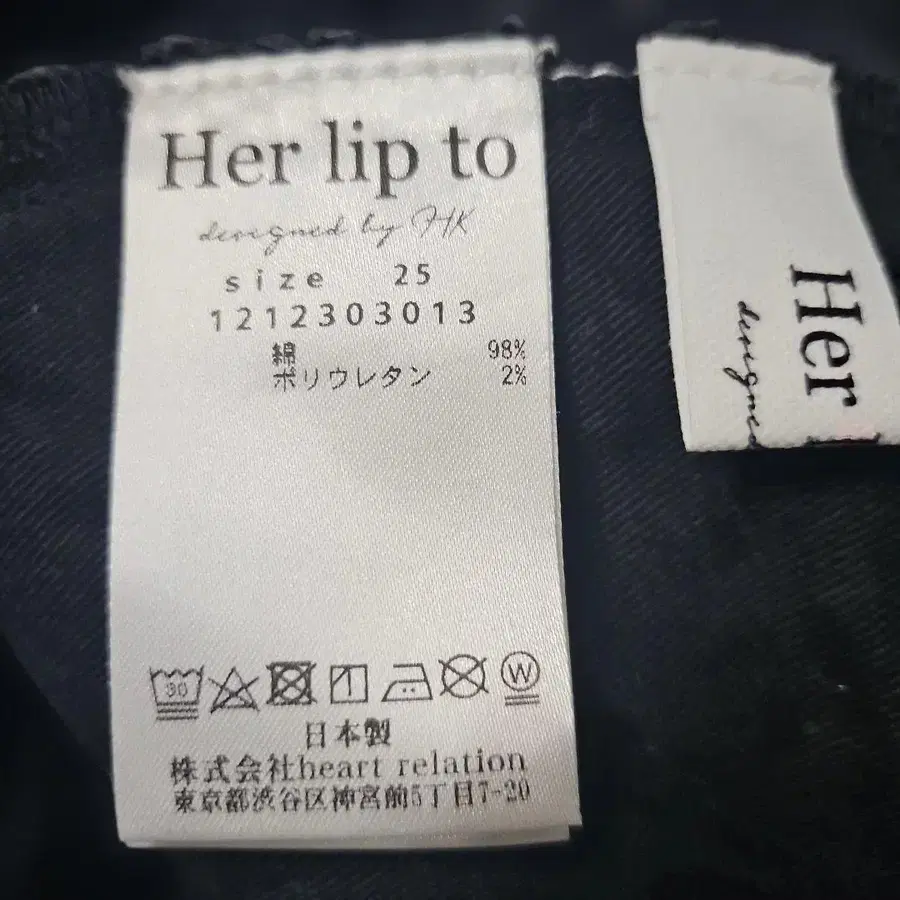 Her lip to
designed by HK
size 25
1212303013
綿 98%
ポリウレタン 2%
30
W
日本製
株式会社heart relation
東京都渋谷区神宮前5丁目7-20
Her
designed